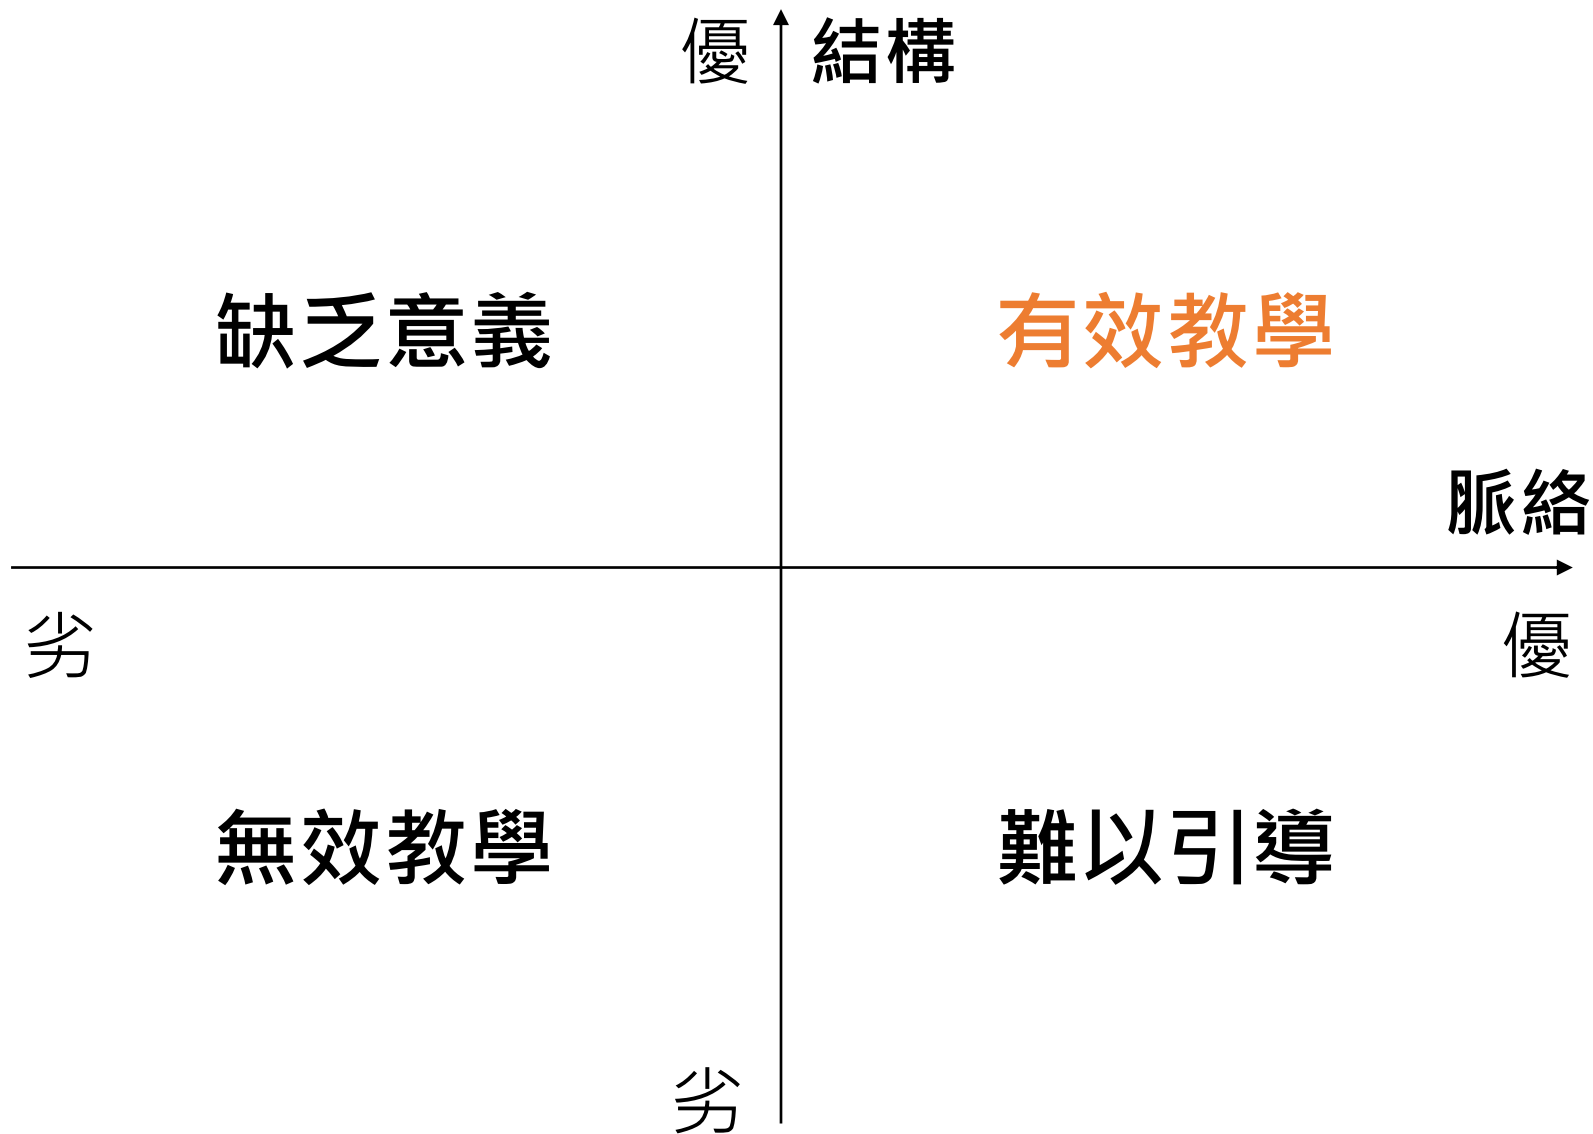 優 結構
缺乏意義 有效教學
脈絡
劣 優
無效教學 難以引導
劣